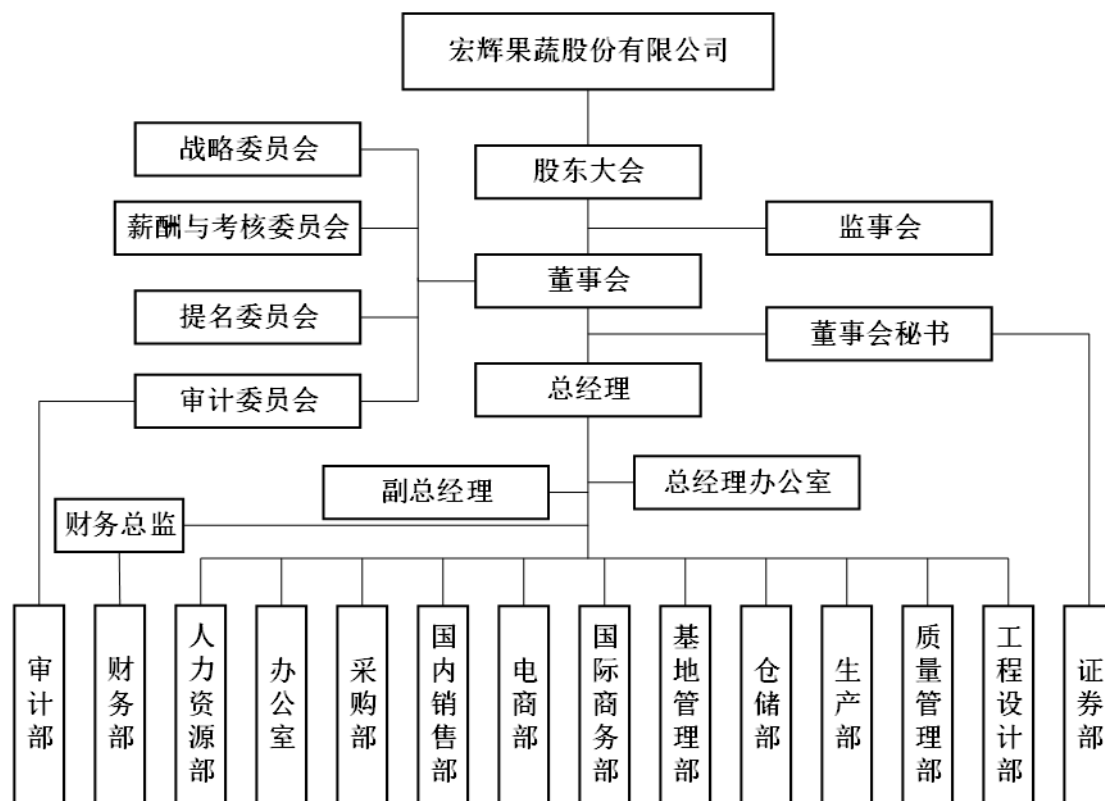 宏辉果蔬股份有限公司
战略委员会
股东大会
薪酬与考核委员会
监事会
董事会
提名委员会
董事会秘书
总经理
审计委员会
副总经理
总经理办公室
财务总监
审计部
财务部
人力资源部
办公室
采购部
国内销售部
电商部
国际商务部
基地管理部
仓储部
生产部
质量管理部
工程设计部
证券部